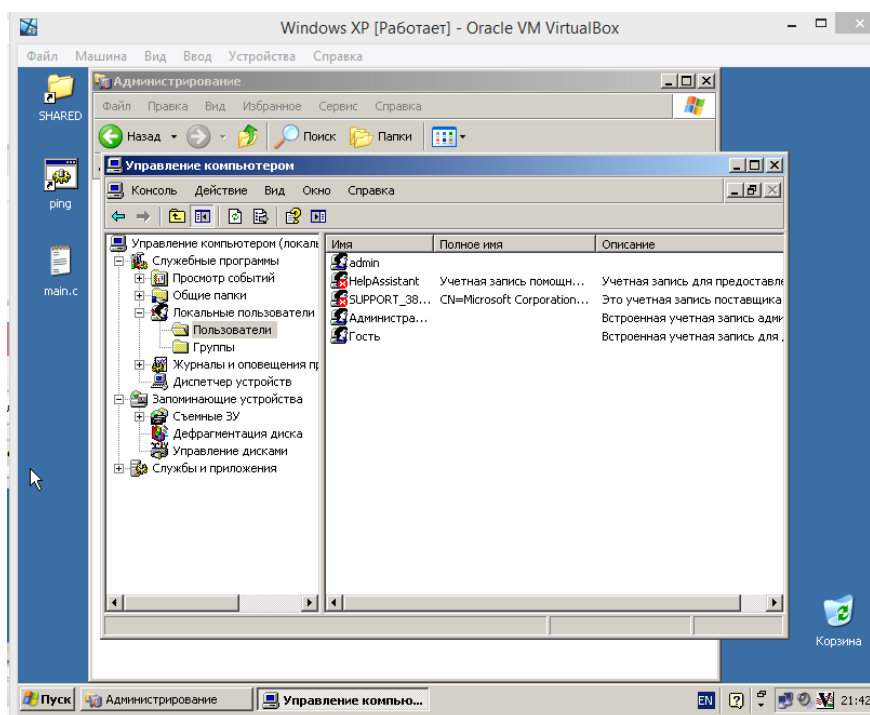 Windows XP [Работает] - Oracle VM VirtualBox
Файл Машина Вид Ввод Устройства Справка
SHARED
ping
main.c
Администрирование
Файл Правка Вид Избранное Сервис Справка
Назад Поиск Папки
Управление компьютером
Консоль Действие Вид Окно Справка
Управление компьютером (локаль
Служебные программы
Просмотр событий
Общие папки
Локальные пользователи
Пользователи
Группы
Журналы и оповещения пр
Диспетчер устройств
Запоминающие устройства
Съемные ЗУ
Дефрагментация диска
Управление дисками
Службы и приложения
Имя Полное имя Описание
admin
HelpAssistant Учетная запись помощн... Учетная запись для предоставле
SUPPORT_38... CN=Microsoft Corporation... Это учетная запись поставщика
Администра... Встроенная учетная запись адми
Гость Встроенная учетная запись для
Корзина
Пуск Администрирование Управление компью... EN 21:42